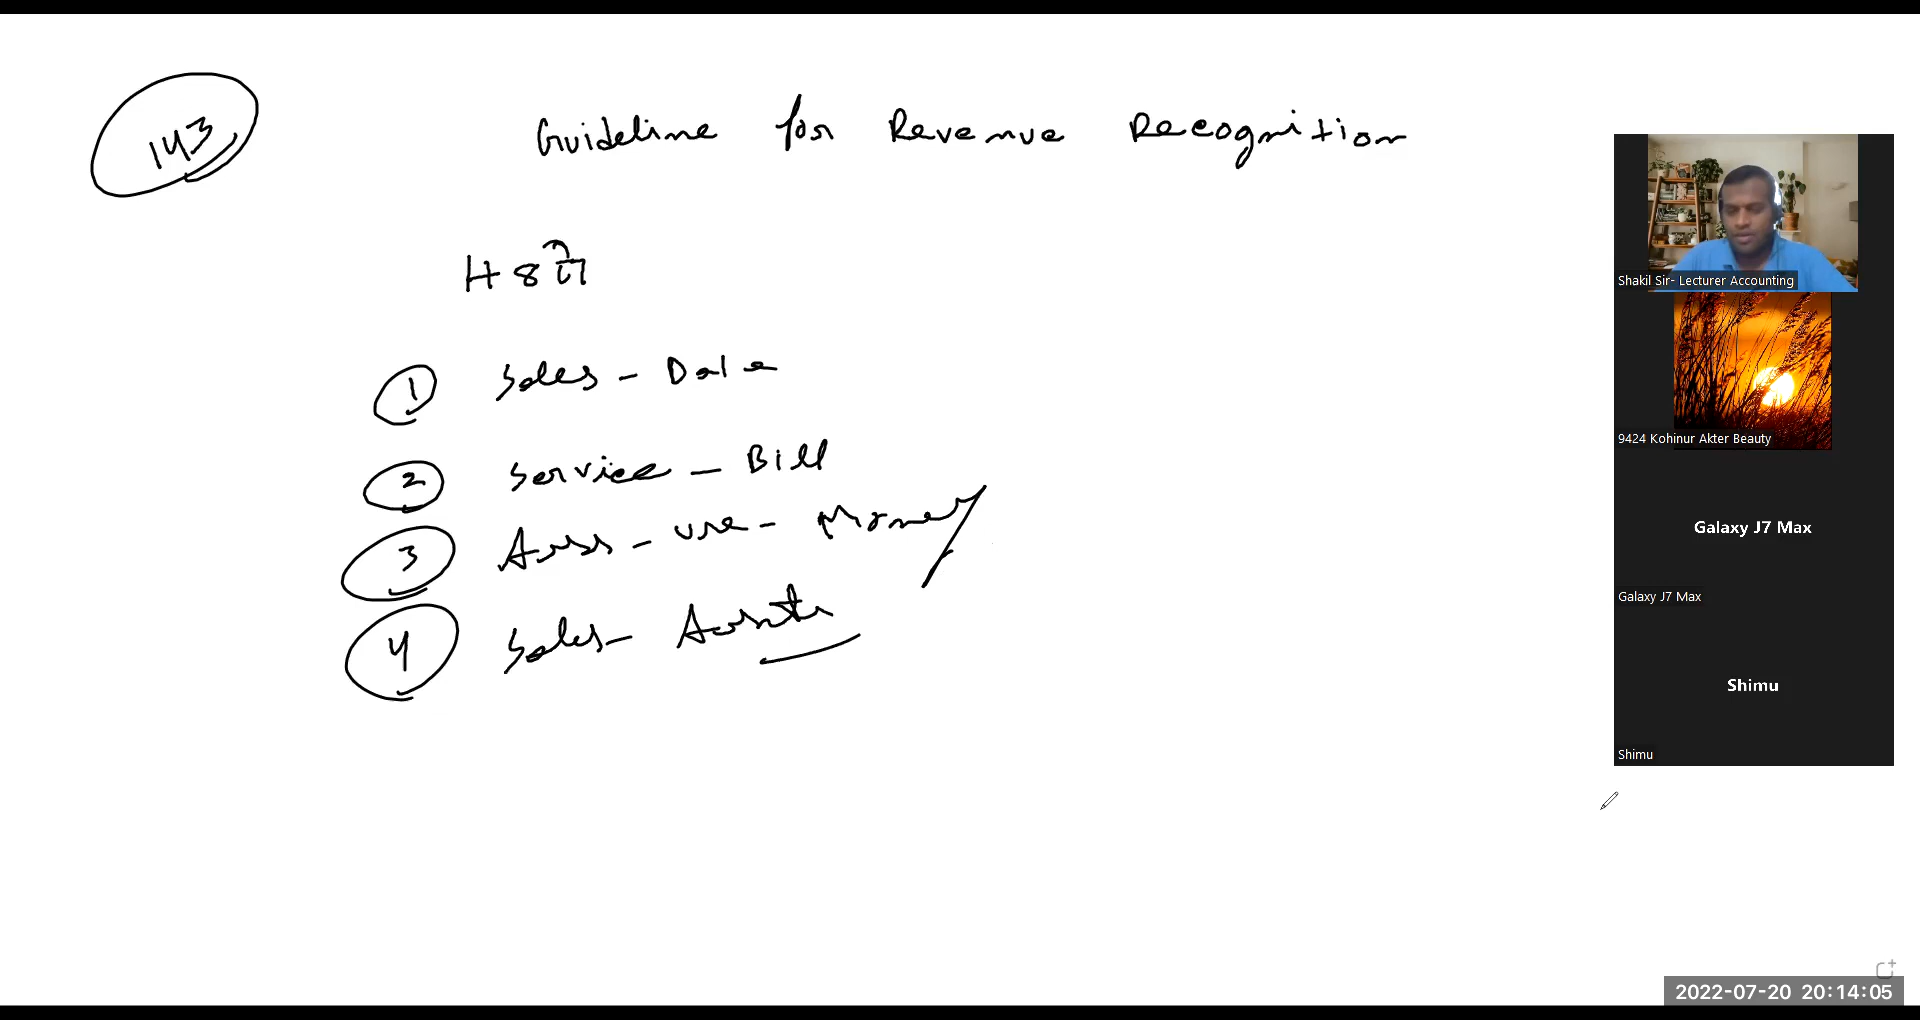 143
Guideline for Revenue Recognition
H 8টি
1 Sales - Date
2 Service - Bill
3 Asss - use - Money
4 Sales - Assets
Shakil Sir- Lecturer Accounting
9424 Kohinur Akter Beauty
Galaxy J7 Max
Galaxy J7 Max
Shimu
Shimu
2022-07-20 20:14:05